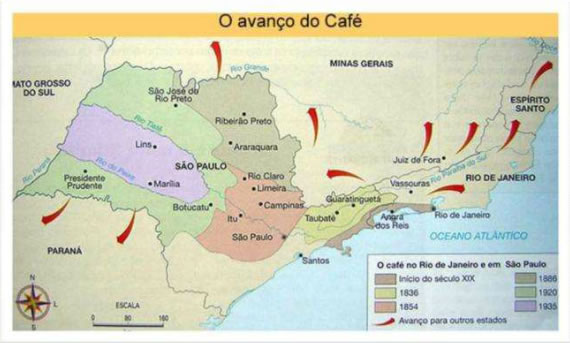 O avanço do Café
MATO GROSSO
DO SUL
Rio Grande
MINAS GERAIS
Doce
São José do
Rio Preto
ESPÍRITO
SANTO
Ribeirão Preto
Rio Tietê
Lins
Araraquara
SÃO PAULO
Rio do Peixe
Juiz de Fora
Rio Paraíba do Sul
Rio Paraná
Rio Claro
RIO DE JANEIRO
Presidente
Prudente
Marília
Limeira
Vassouras
Botucatu
Campinas
Guaratinguetá
Itu
Taubaté
Angra
dos Reis
Rio de Janeiro
São Paulo
OCEANO ATLÂNTICO
PARANÁ
Santos
N
O
L
S
ESCALA
0 80 160
O café no Rio de Janeiro e em São Paulo
Início do século XIX
1836
1854
1886
1920
1935
Avanço para outros estados